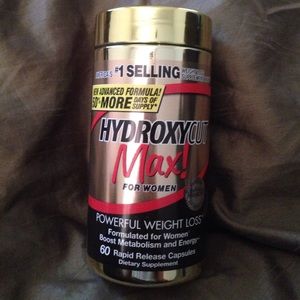 #1 SELLING
NEW ADVANCED FORMULA!
60% MORE DAYS OF SUPPLY*
HYDROXYCUT
Max!
FOR WOMEN
POWERFUL WEIGHT LOSS
Formulated for Women
Boost Metabolism and Energy*
60 Rapid Release Capsules
Dietary Supplement